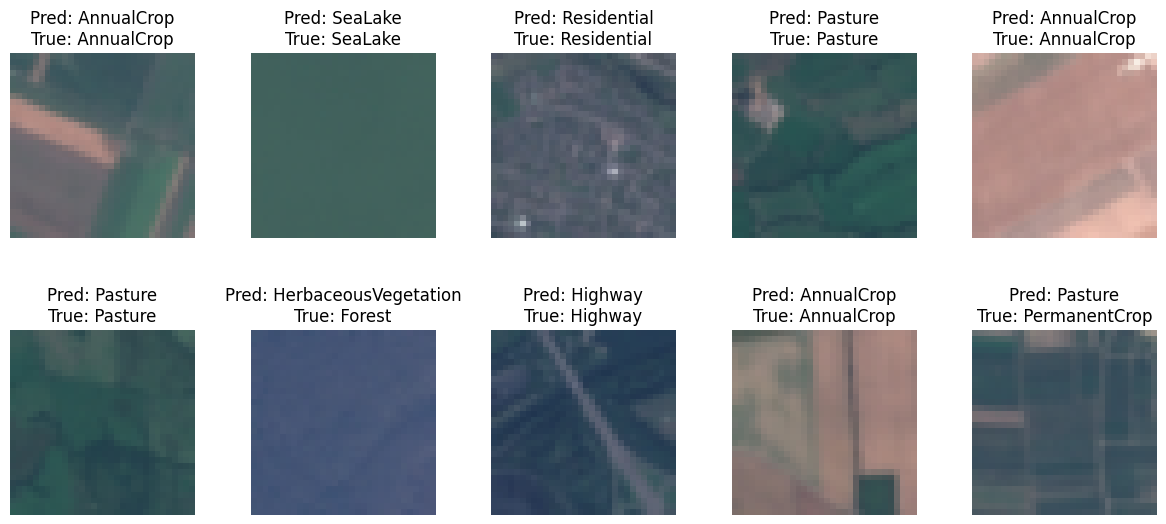 Pred: AnnualCrop
True: AnnualCrop
Pred: SeaLake
True: SeaLake
Pred: Residential
True: Residential
Pred: Pasture
True: Pasture
Pred: AnnualCrop
True: AnnualCrop
Pred: Pasture
True: Pasture
Pred: HerbaceousVegetation
True: Forest
Pred: Highway
True: Highway
Pred: AnnualCrop
True: AnnualCrop
Pred: Pasture
True: PermanentCrop